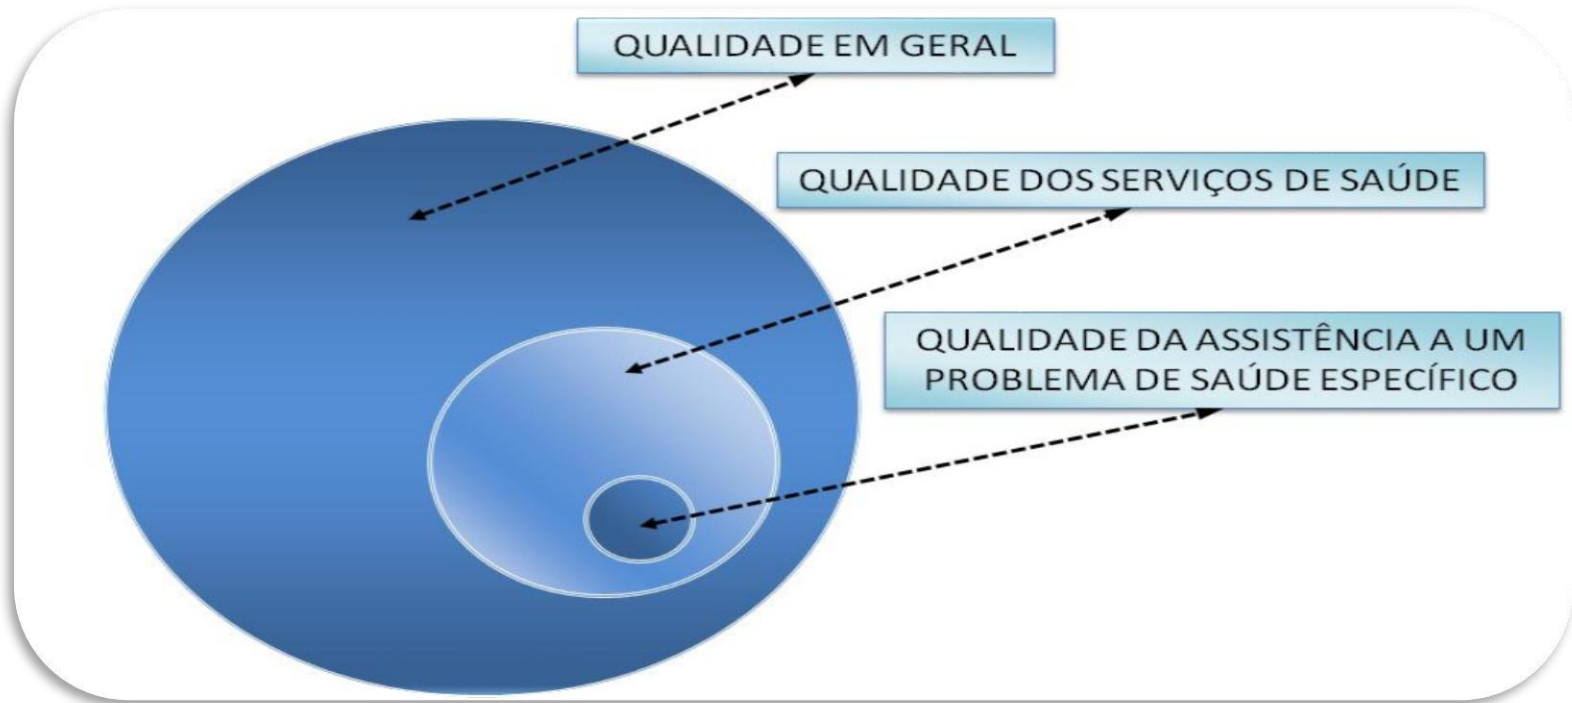 QUALIDADE EM GERAL
QUALIDADE DOS SERVIÇOS DE SAÚDE
QUALIDADE DA ASSISTÊNCIA A UM
PROBLEMA DE SAÚDE ESPECÍFICO